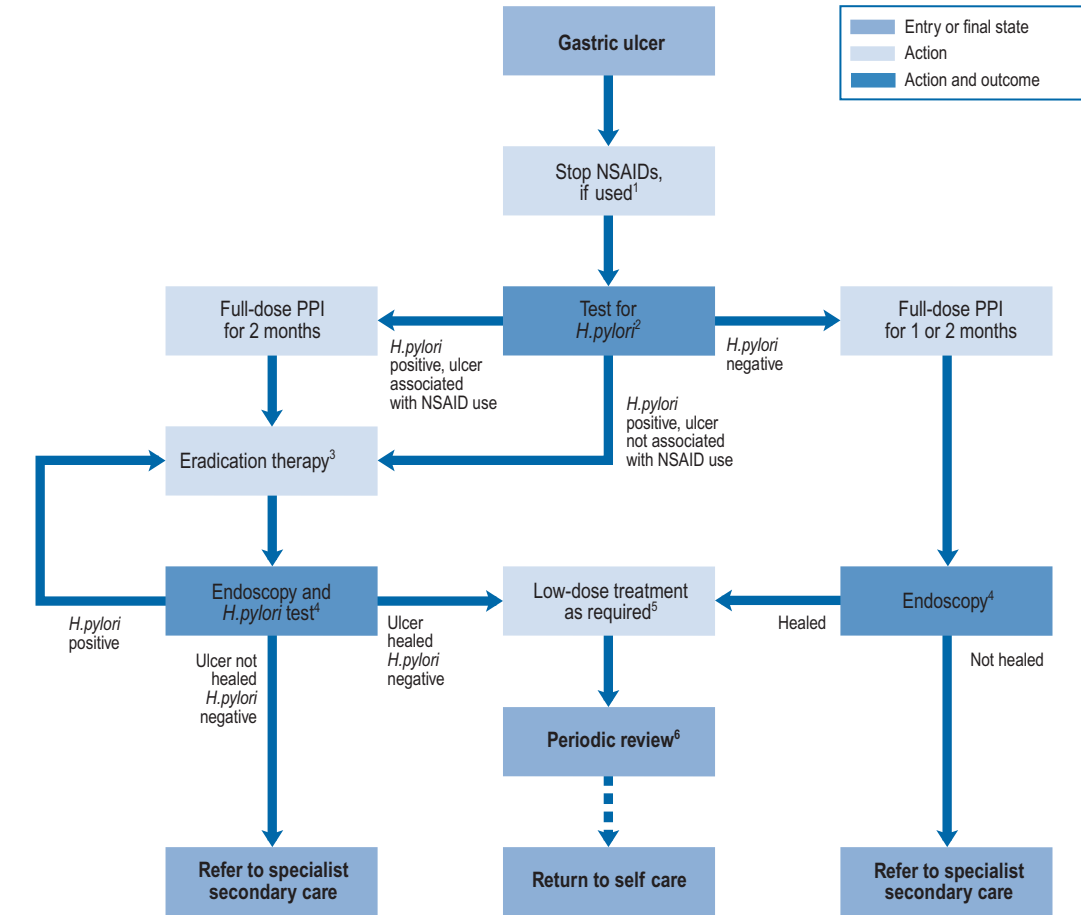 Gastric ulcer
Entry or final state
Action
Action and outcome
Stop NSAIDs,
if used1
Full-dose PPI
for 2 months
Test for
H.pylori2
Full-dose PPI
for 1 or 2 months
H.pylori
positive, ulcer
associated
with NSAID use
H.pylori
negative
H.pylori
positive, ulcer
not associated
with NSAID use
Eradication therapy3
Endoscopy and
H.pylori test4
Low-dose treatment
as required5
Endoscopy4
H.pylori
positive
Ulcer
healed
H.pylori
negative
Healed
Ulcer not
healed
H.pylori
negative
Not healed
Periodic review6
Refer to specialist
secondary care
Return to self care
Refer to specialist
secondary care